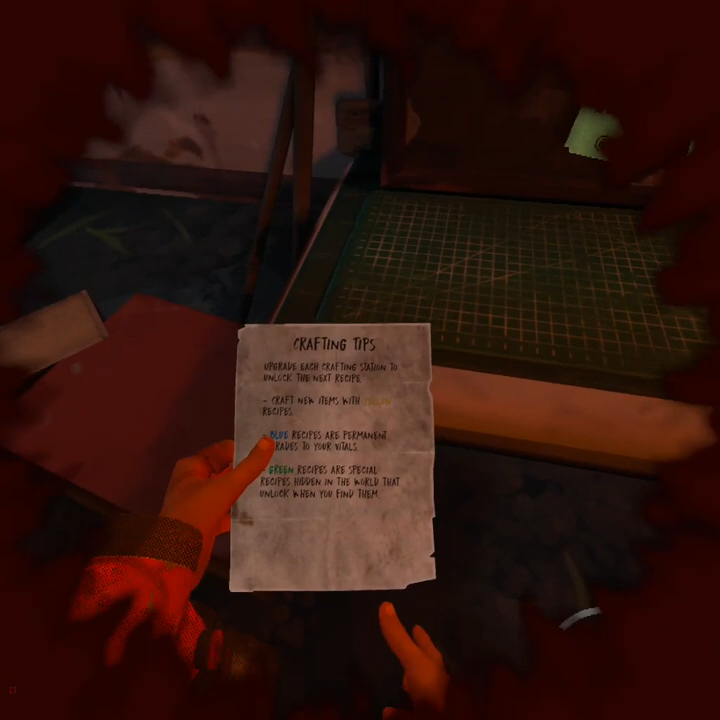 CRAFTING TIPS
UPGRADE EACH CRAFTING STATION TO
UNLOCK THE NEXT RECIPE.
- CRAFT NEW ITEMS WITH YELLOW
RECIPES.
- BLUE RECIPES ARE PERMANENT
RADES TO YOUR VITALS.
- GREEN RECIPES ARE SPECIAL
RECIPES HIDDEN IN THE WORLD THAT
UNLOCK WHEN YOU FIND THEM.